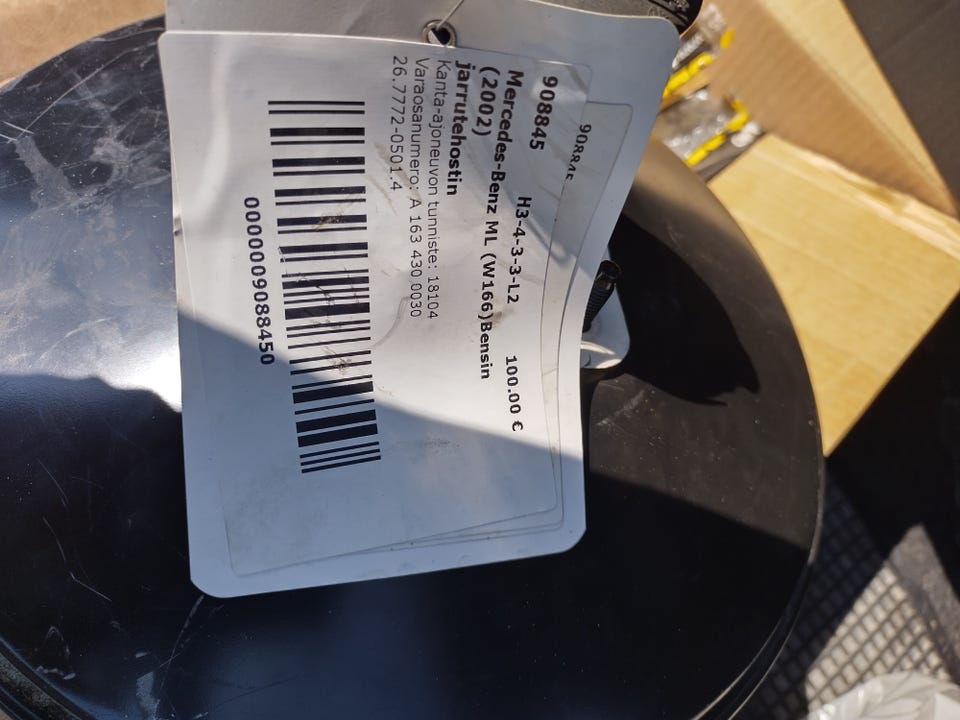 908845
908845 H3-4-3-3-L2 100.00 €
Mercedes-Benz ML (W166)Bensin
(2002)
jarrutehostin
Kanta-ajoneuvon tunniste: 18104
Varaosanumero: A 163 430 0030
26.7772-0501.4
0000009088450